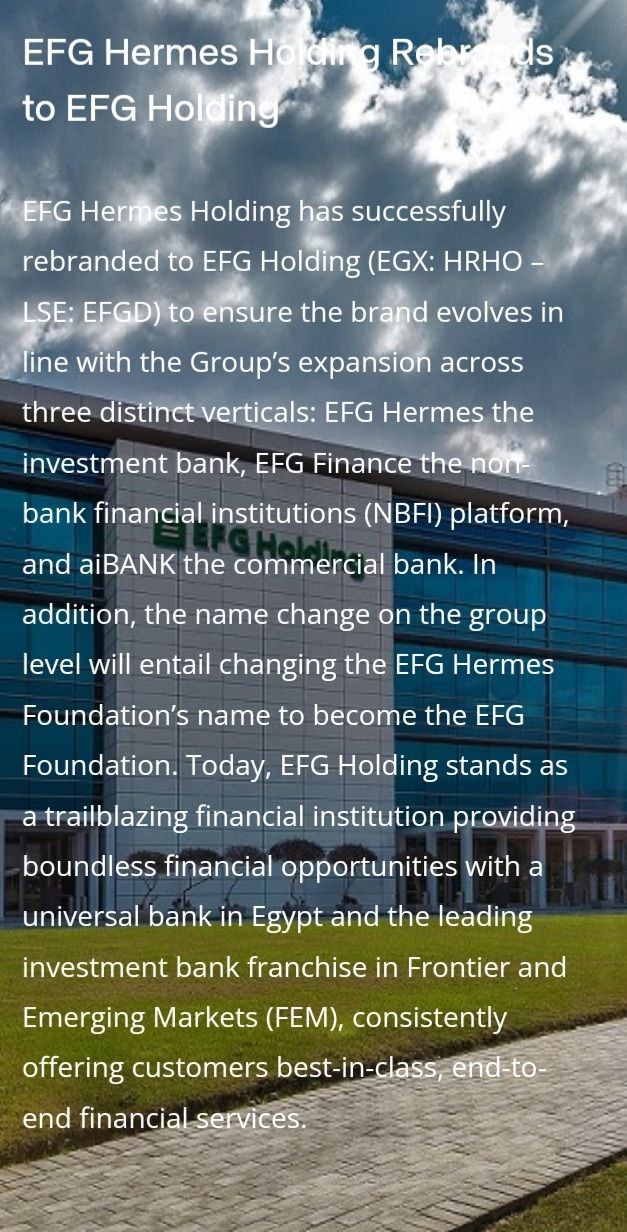 EFG Hermes Holding Rebrands
to EFG Holding
EFG Hermes Holding has successfully
rebranded to EFG Holding (EGX: HRHO –
LSE: EFGD) to ensure the brand evolves in
line with the Group’s expansion across
three distinct verticals: EFG Hermes the
investment bank, EFG Finance the non-
bank financial institutions (NBFI) platform,
EFG Holding
and aiBANK the commercial bank. In
addition, the name change on the group
level will entail changing the EFG Hermes
Foundation’s name to become the EFG
Foundation. Today, EFG Holding stands as
a trailblazing financial institution providing
boundless financial opportunities with a
universal bank in Egypt and the leading
investment bank franchise in Frontier and
Emerging Markets (FEM), consistently
offering customers best-in-class, end-to-
end financial services.